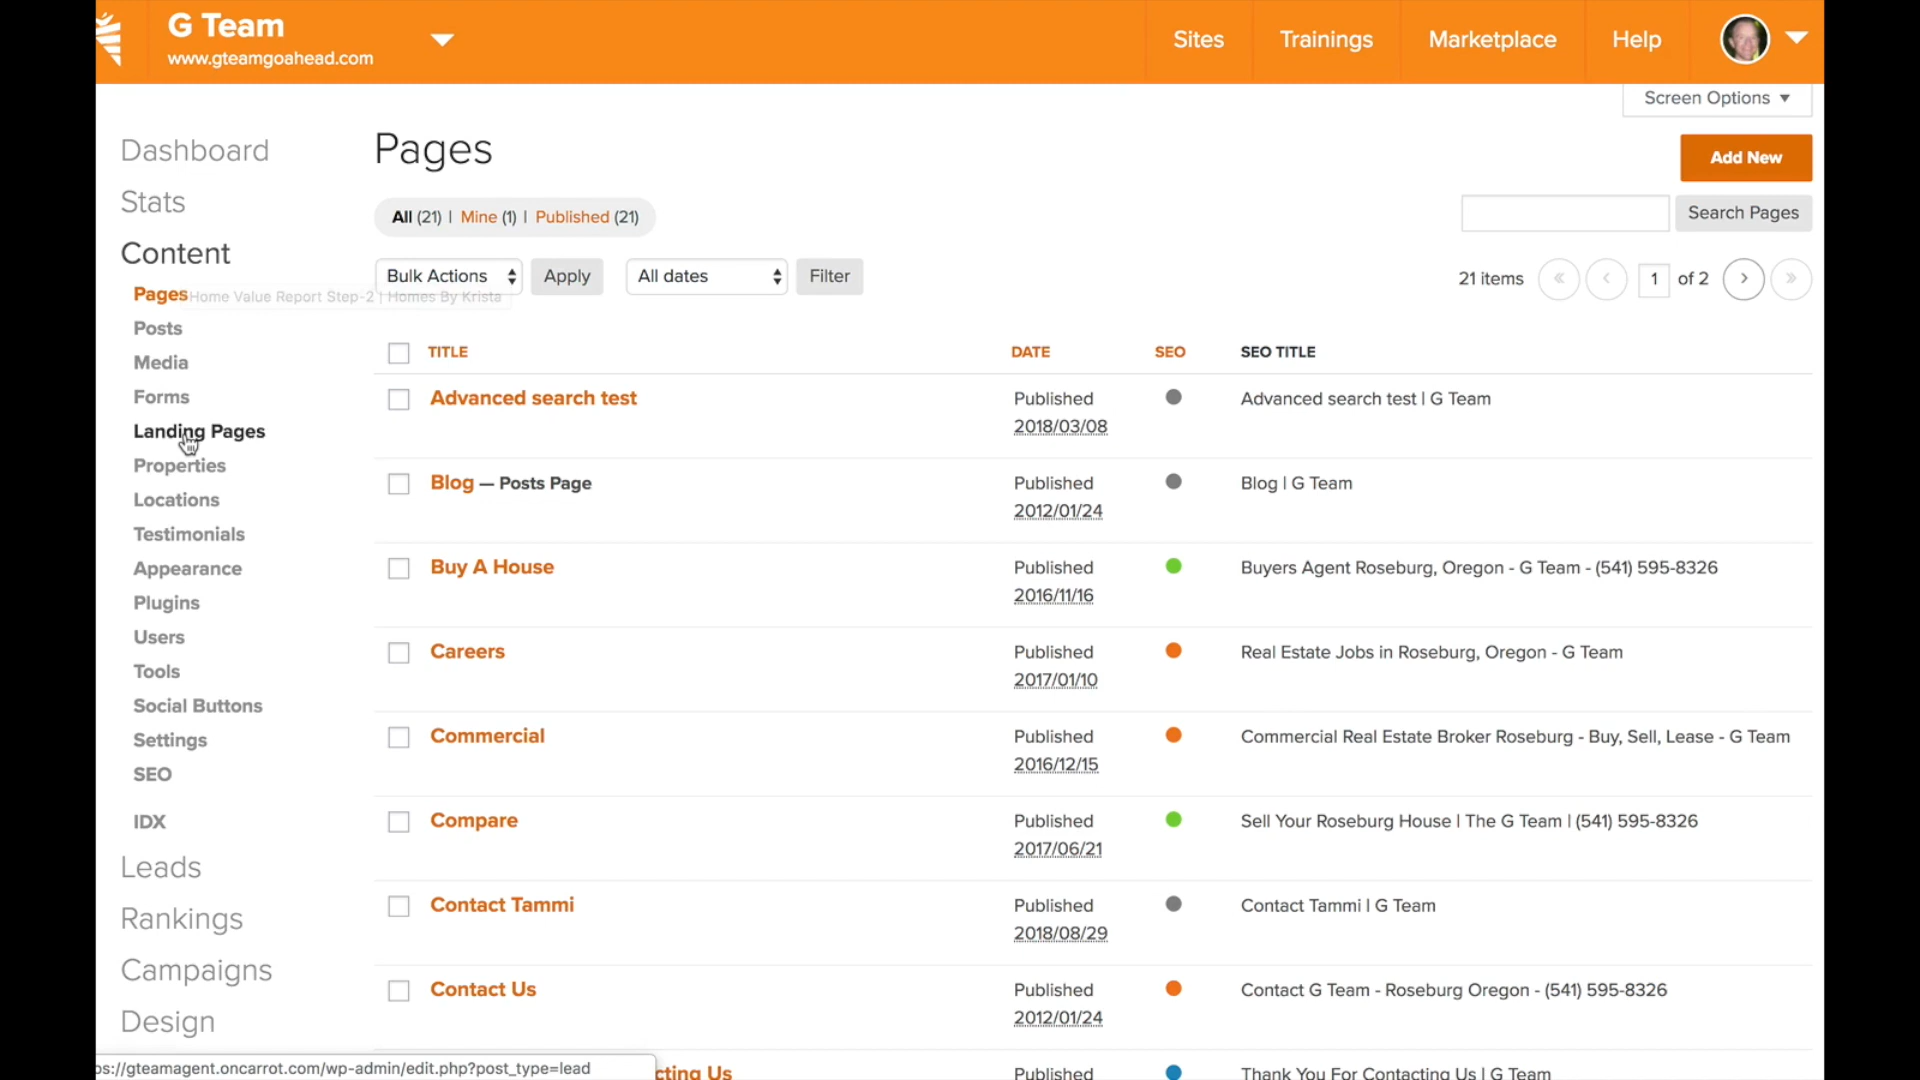 G Team
www.gteamgoahead.com
Sites
Trainings
Marketplace
Help
Screen Options ▼
Dashboard
Stats
Content
Pages
Posts
Media
Forms
Landing Pages
Properties
Locations
Testimonials
Appearance
Plugins
Users
Tools
Social Buttons
Settings
SEO
IDX
Leads
Rankings
Campaigns
Design
Home Value Report Step-2 | Homes By Krista
Pages
Add New
All (21) | Mine (1) | Published (21)
Search Pages
Bulk Actions
Apply
All dates
Filter
21 items « ‹ 1 of 2 › »
TITLE DATE SEO SEO TITLE
Advanced search test Published Advanced search test | G Team
2018/03/08
Blog — Posts Page Published Blog | G Team
2012/01/24
Buy A House Published Buyers Agent Roseburg, Oregon - G Team - (541) 595-8326
2016/11/16
Careers Published Real Estate Jobs in Roseburg, Oregon - G Team
2017/01/10
Commercial Published Commercial Real Estate Broker Roseburg - Buy, Sell, Lease - G Team
2016/12/15
Compare Published Sell Your Roseburg House | The G Team | (541) 595-8326
2017/06/21
Contact Tammi Published Contact Tammi | G Team
2018/08/29
Contact Us Published Contact G Team - Roseburg Oregon - (541) 595-8326
2012/01/24
cting Us Published Thank You For Contacting Us | G Team
ps://gteamagent.oncarrot.com/wp-admin/edit.php?post_type=lead